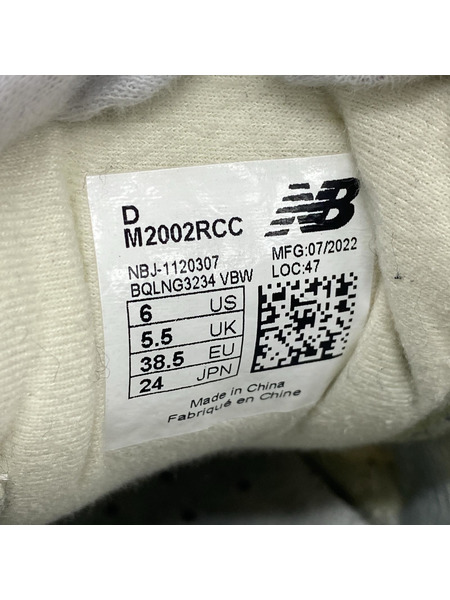 D
M2002RCC
NB
NBJ-1120307
MFG:07/2022
BQLNG3234 VBW
LOC:47
6 US
5.5 UK
38.5 EU
24 JPN
Made in China
Fabriqué en Chine